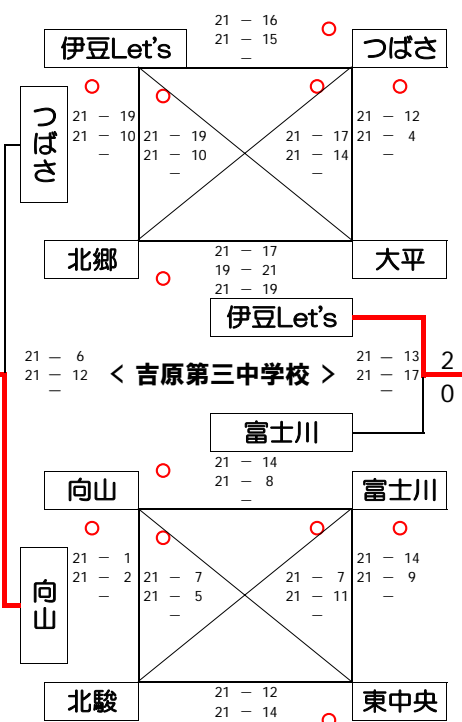 21 － 16
伊豆Let's
21 － 15
つばさ
－
つばさ
21 － 19
21 － 10
－
21 － 19
21 － 10
－
21 － 17
21 － 14
－
21 － 12
21 － 4
－
北郷
21 － 17
大平
19 － 21
21 － 19
伊豆Let's
21 － 6
21 － 12
－
＜ 吉原第三中学校 ＞
21 － 13
21 － 17
－
2
0
富士川
21 － 14
向山
21 － 8
富士川
－
向山
21 － 1
21 － 2
－
21 － 7
21 － 5
－
21 － 7
21 － 11
－
21 － 14
21 － 9
－
北駿
21 － 12
東中央
21 － 14